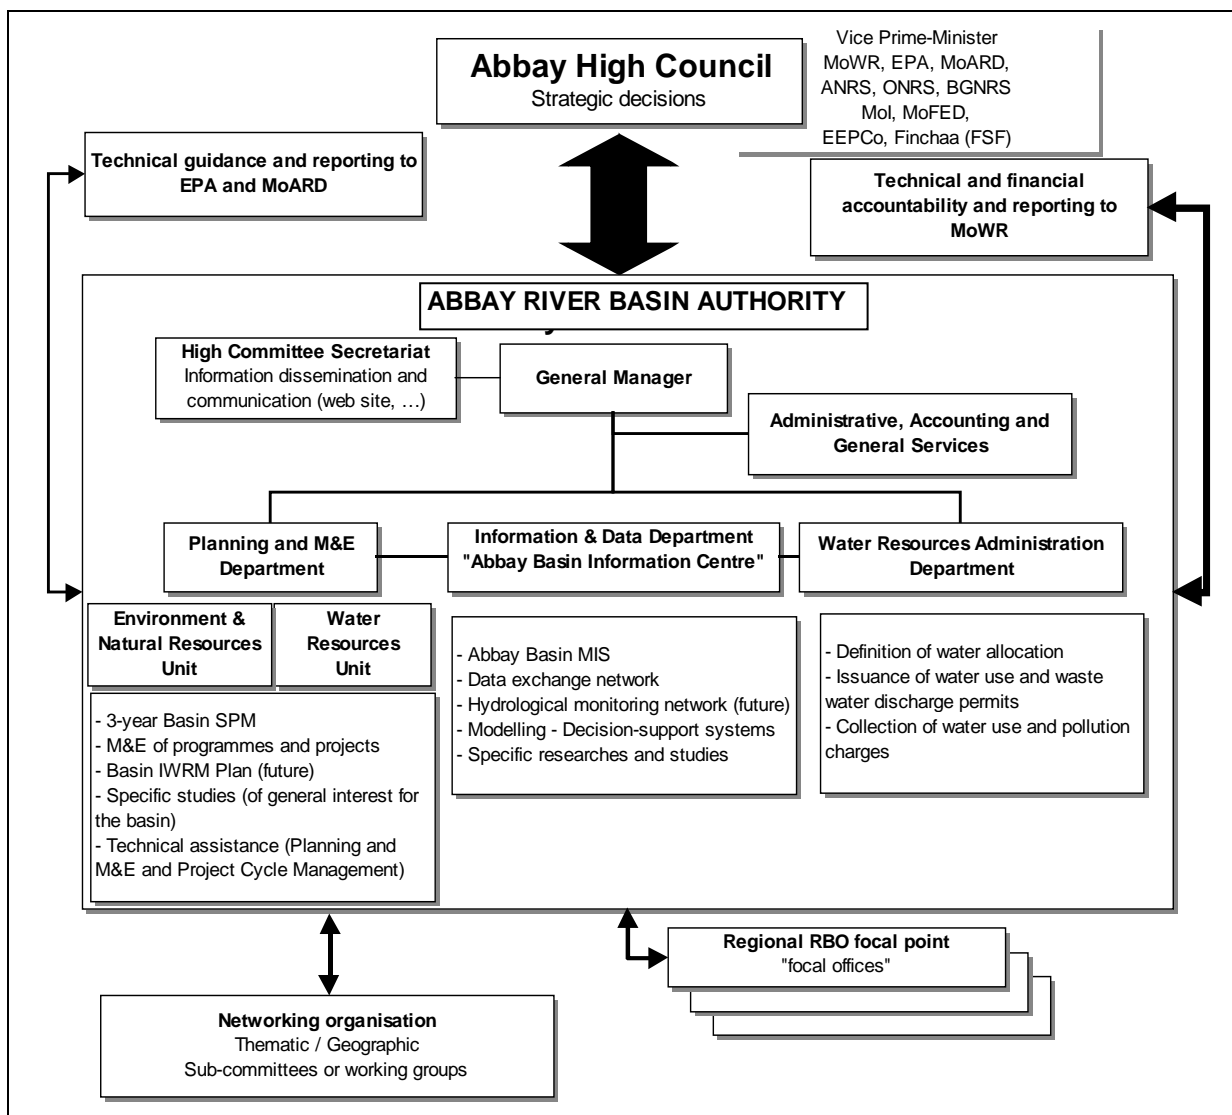 Abbay High Council
Strategic decisions
Vice Prime-Minister
MoWR, EPA, MoARD,
ANRS, ONRS, BGNRS
MoI, MoFED,
EEPCo, Finchaa (FSF)
Technical guidance and reporting to
EPA and MoARD
Technical and financial
accountability and reporting to
MoWR
ABBAY RIVER BASIN AUTHORITY
High Committee Secretariat
Information dissemination and
communication (web site, …)
General Manager
Administrative, Accounting and
General Services
Planning and M&E
Department
Information & Data Department
"Abbay Basin Information Centre"
Water Resources Administration
Department
Environment &
Natural Resources
Unit
Water
Resources
Unit
- 3-year Basin SPM
- M&E of programmes and projects
- Basin IWRM Plan (future)
- Specific studies (of general interest for
the basin)
- Technical assistance (Planning and
M&E and Project Cycle Management)
- Abbay Basin MIS
- Data exchange network
- Hydrological monitoring network (future)
- Modelling - Decision-support systems
- Specific researches and studies
- Definition of water allocation
- Issuance of water use and waste
water discharge permits
- Collection of water use and pollution
charges
Regional RBO focal point
"focal offices"
Networking organisation
Thematic / Geographic
Sub-committees or working groups